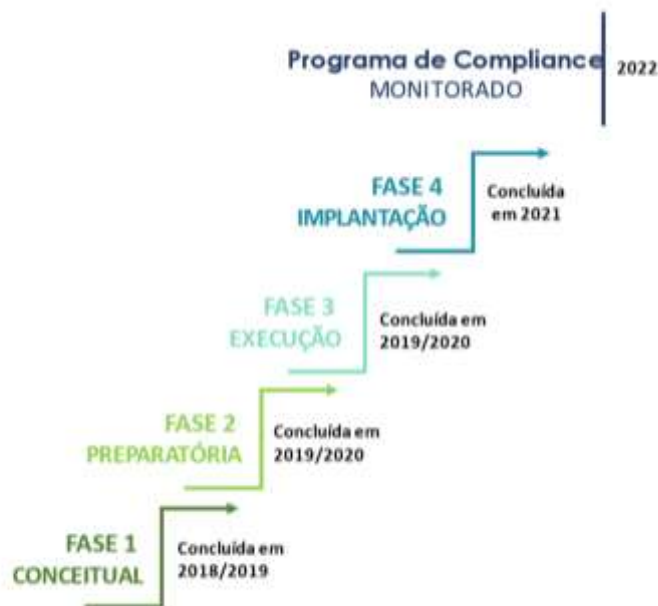 Programa de Compliance
MONITORADO
2022
FASE 4
IMPLANTAÇÃO
Concluída
em 2021
FASE 3
EXECUÇÃO
Concluída em
2019/2020
FASE 2
PREPARATÓRIA
Concluída em
2019/2020
FASE 1
CONCEITUAL
Concluída em
2018/2019